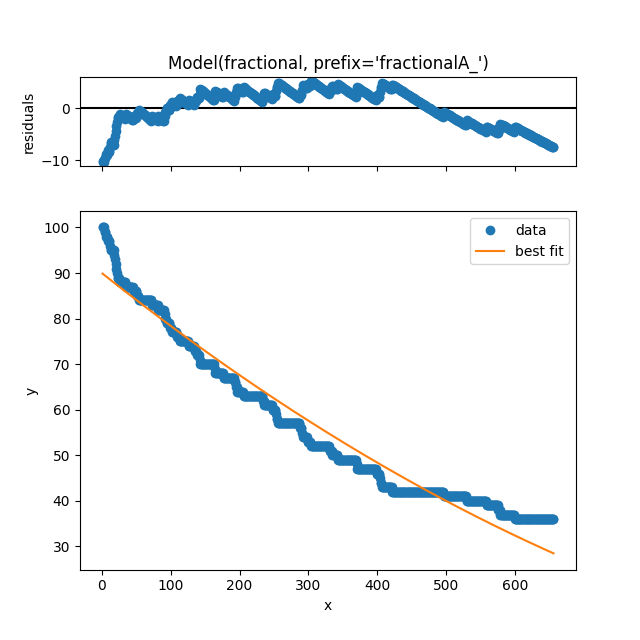 Model(fractional, prefix='fractionalA_')
residuals
0
−10
100
90
80
70
60
50
40
30
y
data
best fit
0 100 200 300 400 500 600
x